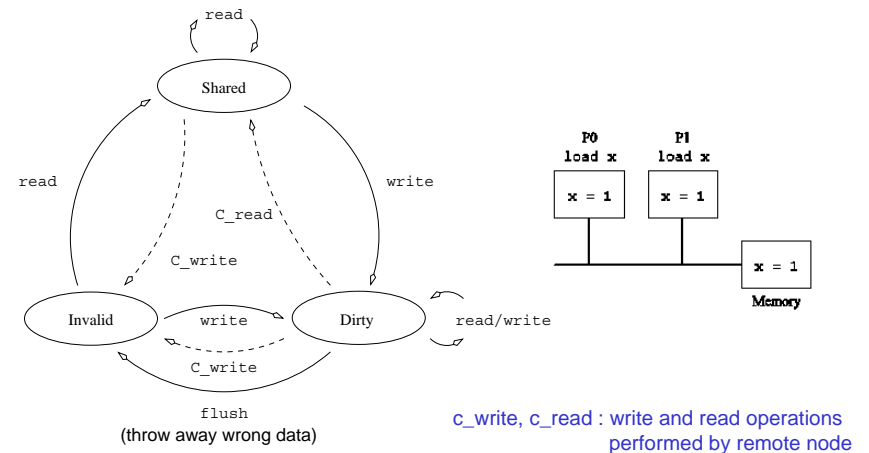 read
Shared
read
write
C_read
C_write
Invalid
write
Dirty
read/write
C_write
flush
(throw away wrong data)
P0
load x
P1
load x
x = 1
x = 1
x = 1
Memory
c_write, c_read : write and read operations
performed by remote node